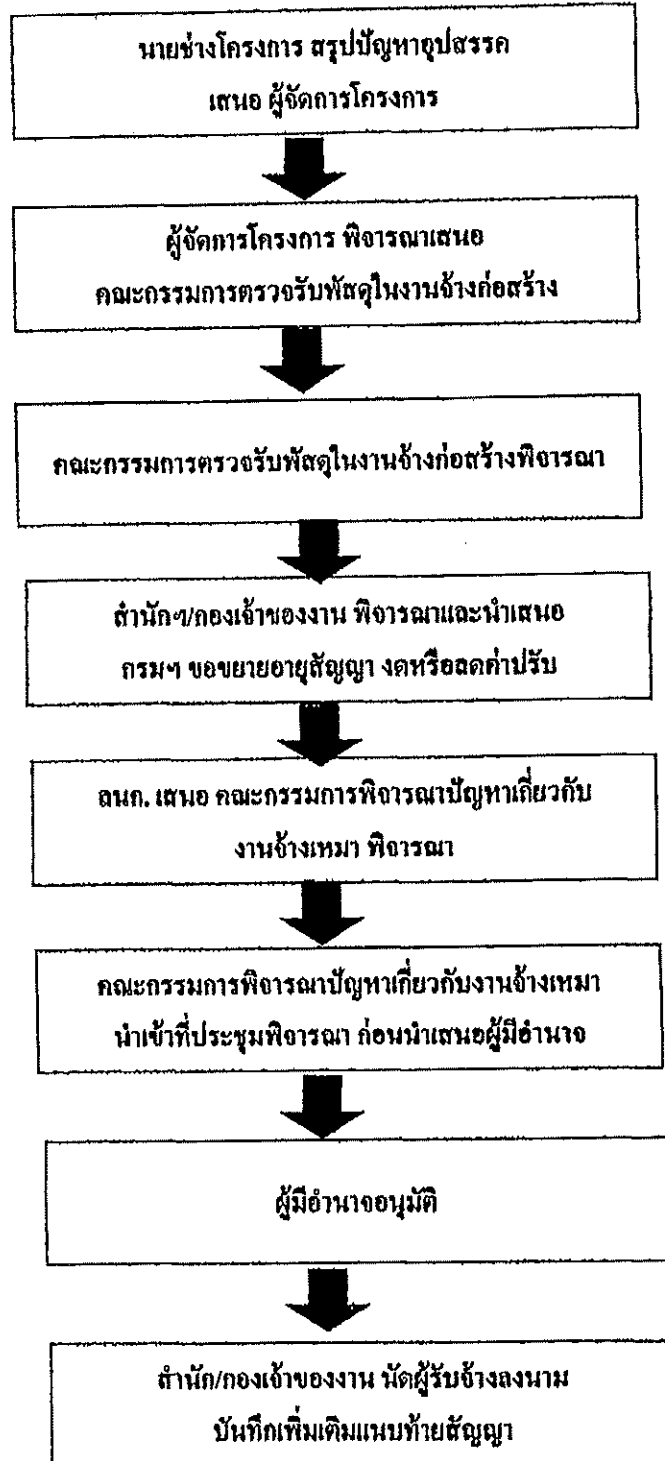 นายช่างโครงการ สรุปปัญหาอุปสรรค
เสนอ ผู้จัดการโครงการ
ผู้จัดการโครงการ พิจารณาเสนอ
คณะกรรมการตรวจรับพัสดุในงานจ้างก่อสร้าง
คณะกรรมการตรวจรับพัสดุในงานจ้างก่อสร้างพิจารณา
สำนักฯ/กองเจ้าของงาน พิจารณาและนำเสนอ
กรมฯ ขอขยายอายุสัญญา งดหรือลดค่าปรับ
ลนก. เสนอ คณะกรรมการพิจารณาปัญหาเกี่ยวกับ
งานจ้างเหมา พิจารณา
คณะกรรมการพิจารณาปัญหาเกี่ยวกับงานจ้างเหมา
นำเข้าที่ประชุมพิจารณา ก่อนนำเสนอผู้มีอำนาจ
ผู้มีอำนาจอนุมัติ
สำนัก/กองเจ้าของงาน นัดผู้รับจ้างลงนาม
บันทึกเพิ่มเติมแนบท้ายสัญญา